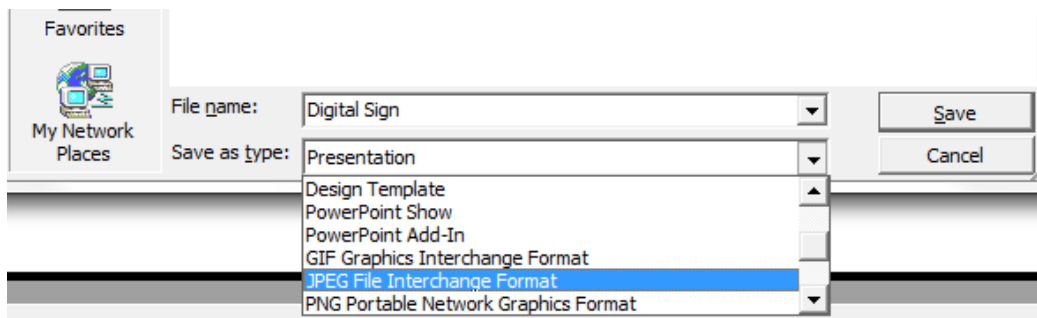 Favorites
My Network
Places
File name:
Digital Sign
Save
Save as type:
Presentation
Cancel
Design Template
PowerPoint Show
PowerPoint Add-In
GIF Graphics Interchange Format
JPEG File Interchange Format
PNG Portable Network Graphics Format